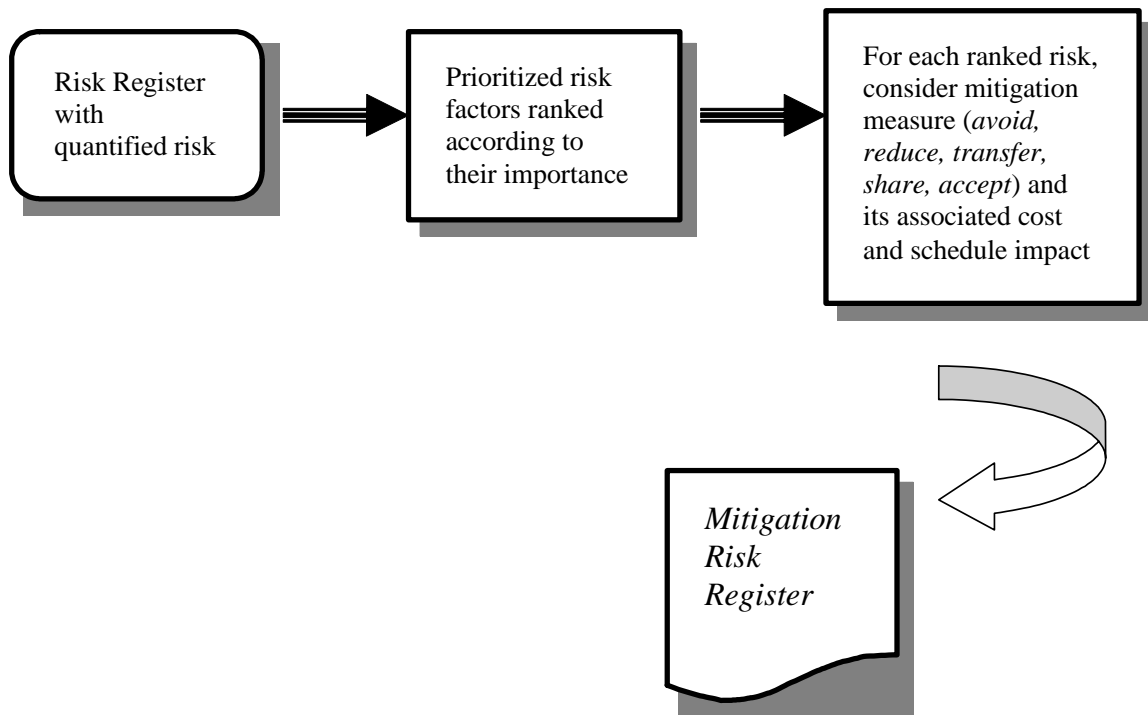 Risk Register
with
quantified risk
Prioritized risk
factors ranked
according to
their importance
For each ranked risk,
consider mitigation
measure (avoid,
reduce, transfer,
share, accept) and
its associated cost
and schedule impact
Mitigation
Risk
Register